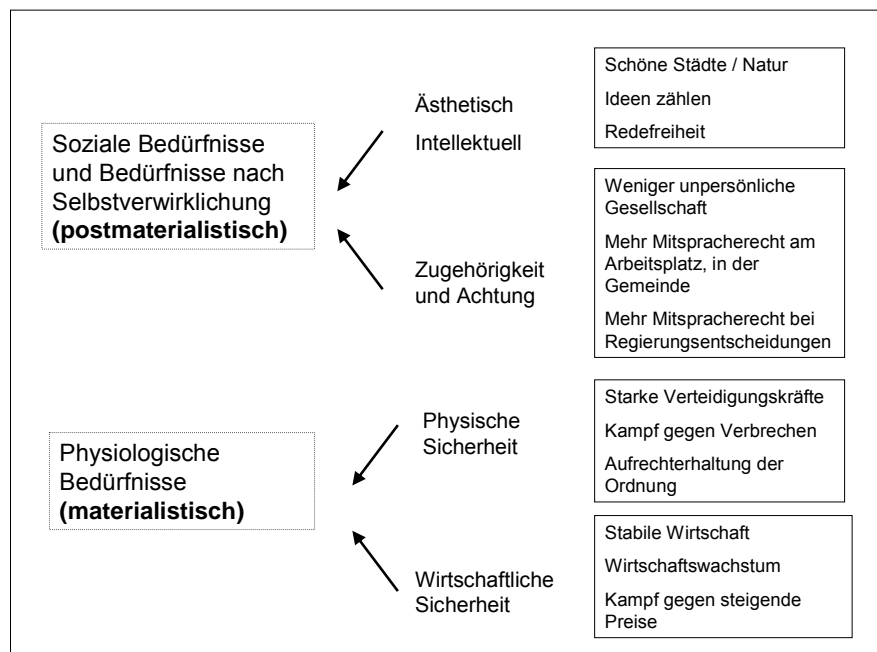 Soziale Bedürfnisse
und Bedürfnisse nach
Selbstverwirklichung
(postmaterialistisch)
Ästhetisch
Intellektuell
Schöne Städte / Natur
Ideen zählen
Redefreiheit
Zugehörigkeit
und Achtung
Weniger unpersönliche
Gesellschaft
Mehr Mitspracherecht am
Arbeitsplatz, in der
Gemeinde
Mehr Mitspracherecht bei
Regierungsentscheidungen
Physiologische
Bedürfnisse
(materialistisch)
Physische
Sicherheit
Starke Verteidigungskräfte
Kampf gegen Verbrechen
Aufrechterhaltung der
Ordnung
Wirtschaftliche
Sicherheit
Stabile Wirtschaft
Wirtschaftswachstum
Kampf gegen steigende
Preise